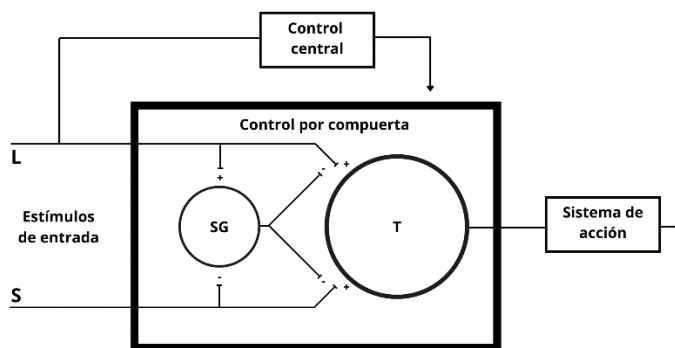 Control
central
Control por compuerta
L
+
-
+
Estímulos
de entrada
SG
T
Sistema de
acción
-
-
+
S